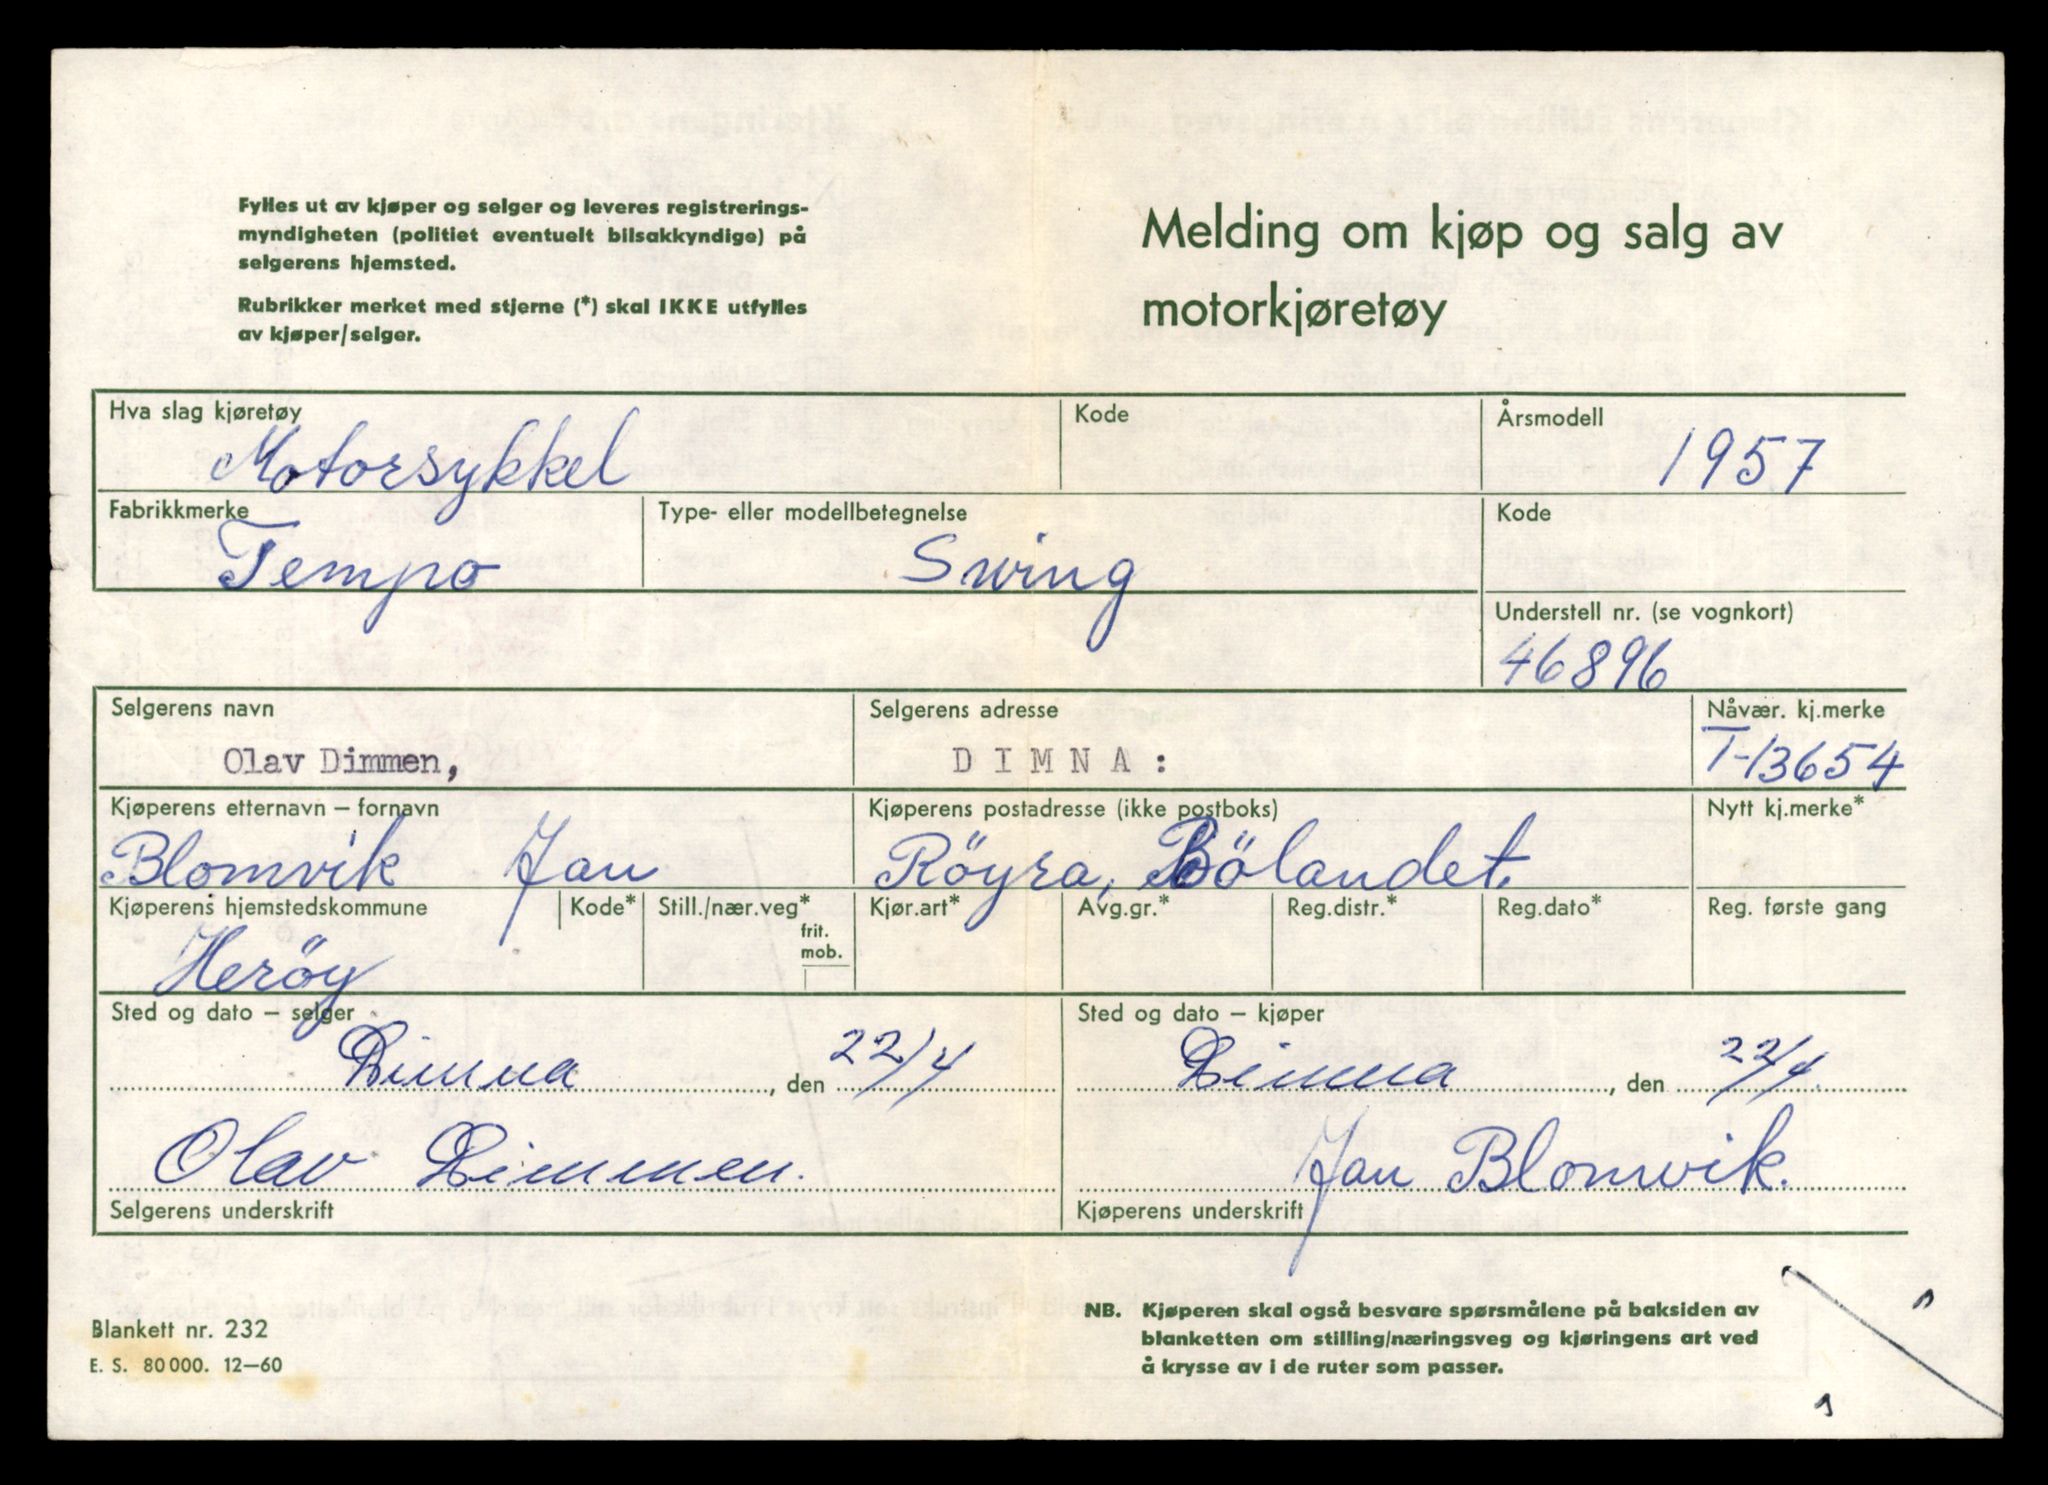 Fylles ut av kjøper og selger og leveres registrerings-
myndigheten (politiet eventuelt bilsakkyndige) på
selgerens hjemsted.
Rubrikker merket med stjerne (*) skal IKKE utfylles
av kjøper/selger.
Melding om kjøp og salg av
motorkjøretøy
Hva slag kjøretøy Kode Årsmodell
Motorsykkel 1957
Fabrikkmerke Type- eller modellbetegnelse Kode
Tempo Swing
Understell nr. (se vognkort)
46896
Selgerens navn Selgerens adresse Nåvær. kj.merke
Olav Dimmen, DIMNA: T-13654
Kjøperens etternavn – fornavn Kjøperens postadresse (ikke postboks) Nytt kj.merke*
Blomvik Jan Röyra, Bölandet.
Kjøperens hjemstedskommune Kode* Still./nær.veg* Kjør.art* Avg.gr.* Reg.distr.* Reg.dato* Reg. første gang
frit.
mob.
Heröy
Sted og dato – selger Sted og dato – kjøper
Dimna, den 22/4 Dimna, den 22/4.
Olav Dimmen. Jan Blomvik.
Selgerens underskrift Kjøperens underskrift
NB. Kjøperen skal også besvare spørsmålene på baksiden av
blanketten om stilling/næringsveg og kjøringens art ved
å krysse av i de ruter som passer.
Blankett nr. 232
E. S. 80 000. 12–60